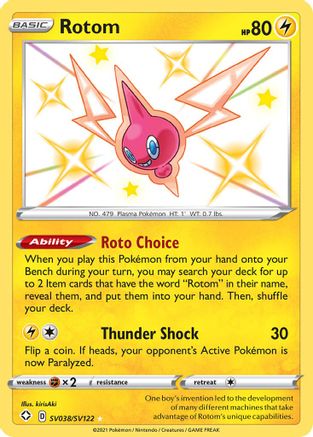 BASIC Rotom HP 80
NO. 479 Plasma Pokémon HT: 1' WT: 0.7 lbs.
Ability Roto Choice
When you play this Pokémon from your hand onto your
Bench during your turn, you may search your deck for up
to 2 Item cards that have the word “Rotom” in their name,
reveal them, and put them into your hand. Then, shuffle
your deck.
Thunder Shock 30
Flip a coin. If heads, your opponent's Active Pokémon is
now Paralyzed.
weakness ×2 resistance retreat
Illus. kirisAki
D SV038/SV122
One boy's invention led to the development
of many different machines that take
advantage of Rotom's unique capabilities.
©2021 Pokémon / Nintendo / Creatures / GAME FREAK